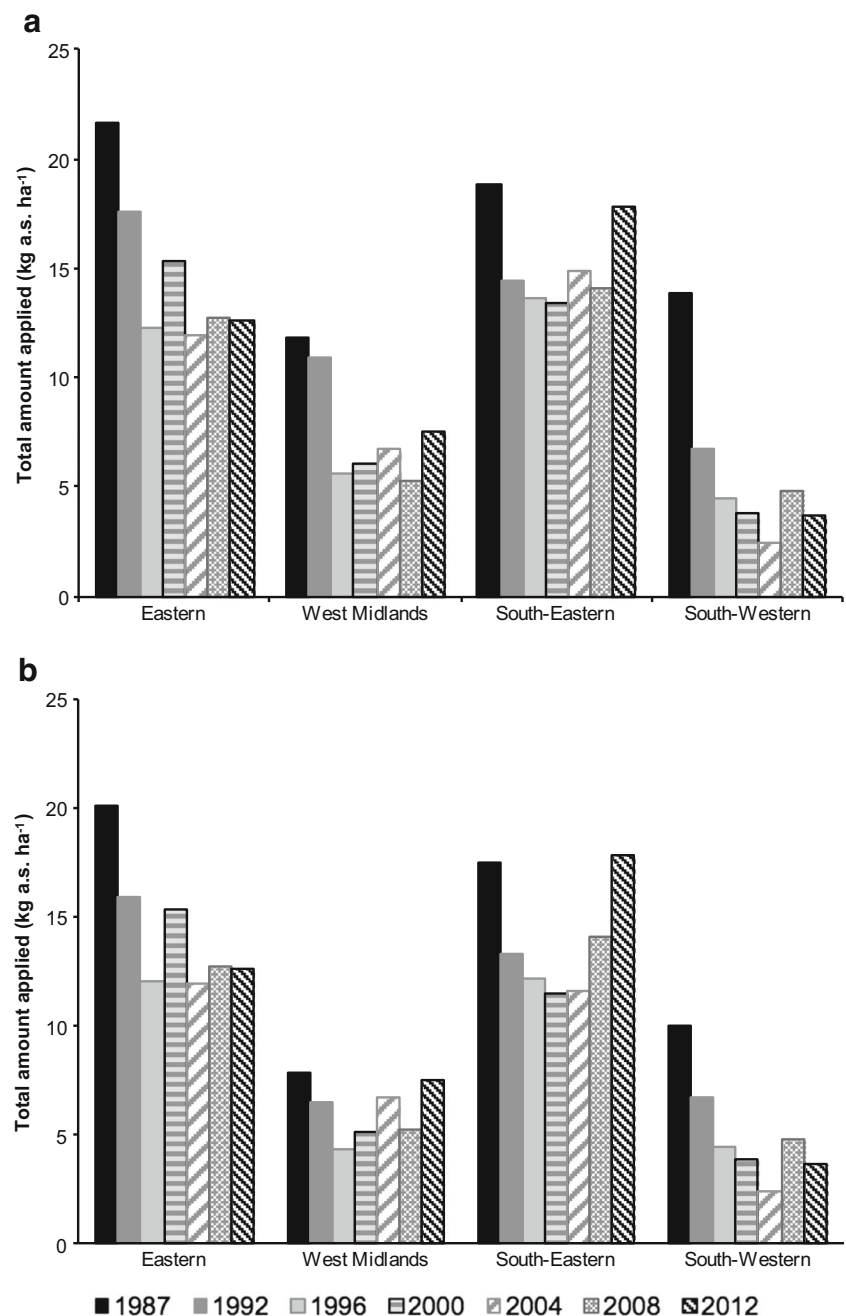 a
Total amount applied (kg a.s. ha⁻¹)
25
20
15
10
5
0
Eastern West Midlands South-Eastern South-Western
b
Total amount applied (kg a.s. ha⁻¹)
25
20
15
10
5
0
Eastern West Midlands South-Eastern South-Western
1987 1992 1996 2000 2004 2008 2012